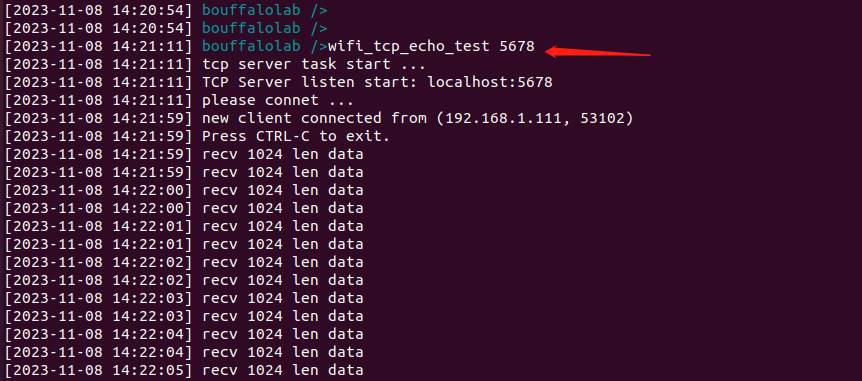 [2023-11-08 14:20:54] bouffalolab />
[2023-11-08 14:20:54] bouffalolab />
[2023-11-08 14:21:11] bouffalolab />wifi_tcp_echo_test 5678
[2023-11-08 14:21:11] tcp server task start ...
[2023-11-08 14:21:11] TCP Server listen start: localhost:5678
[2023-11-08 14:21:11] please connet ...
[2023-11-08 14:21:59] new client connected from (192.168.1.111, 53102)
[2023-11-08 14:21:59] Press CTRL-C to exit.
[2023-11-08 14:21:59] recv 1024 len data
[2023-11-08 14:21:59] recv 1024 len data
[2023-11-08 14:22:00] recv 1024 len data
[2023-11-08 14:22:00] recv 1024 len data
[2023-11-08 14:22:01] recv 1024 len data
[2023-11-08 14:22:01] recv 1024 len data
[2023-11-08 14:22:02] recv 1024 len data
[2023-11-08 14:22:02] recv 1024 len data
[2023-11-08 14:22:03] recv 1024 len data
[2023-11-08 14:22:03] recv 1024 len data
[2023-11-08 14:22:04] recv 1024 len data
[2023-11-08 14:22:04] recv 1024 len data
[2023-11-08 14:22:05] recv 1024 len data